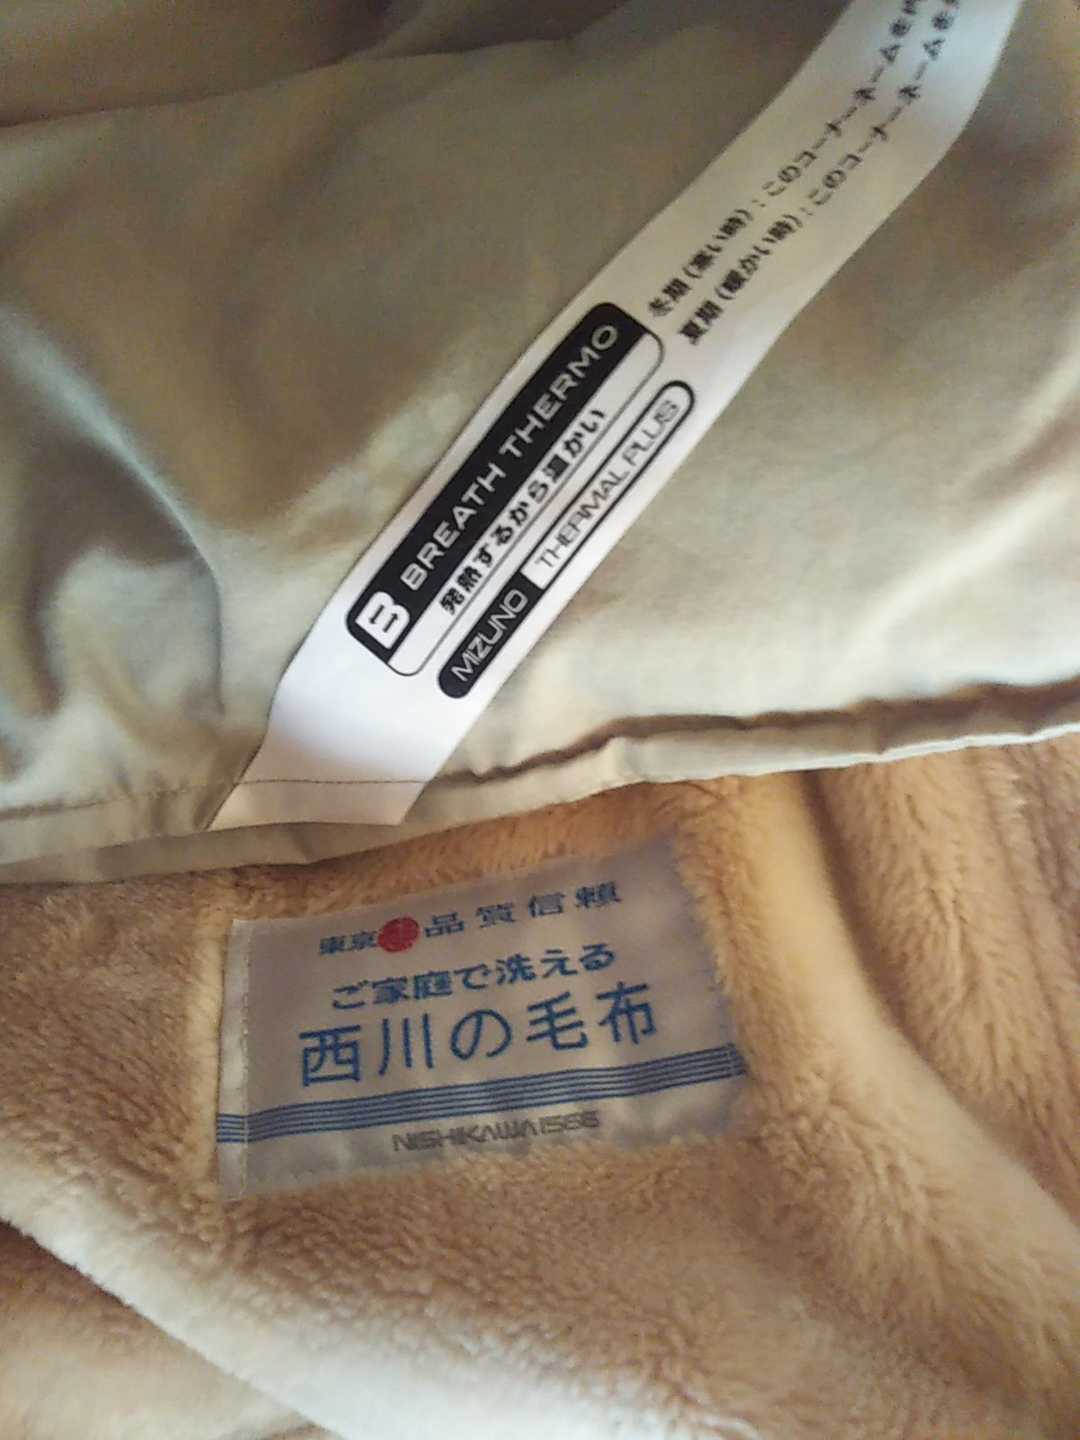 冬期(寒い時):このコーナーネームを
夏期(暖かい時):このコーナーネームを
B BREATH THERMO
発熱するから温かい
MIZUNO THERMAL PLUS
東京 品質信頼
ご家庭で洗える
西川の毛布
NISHIKAWA 1566